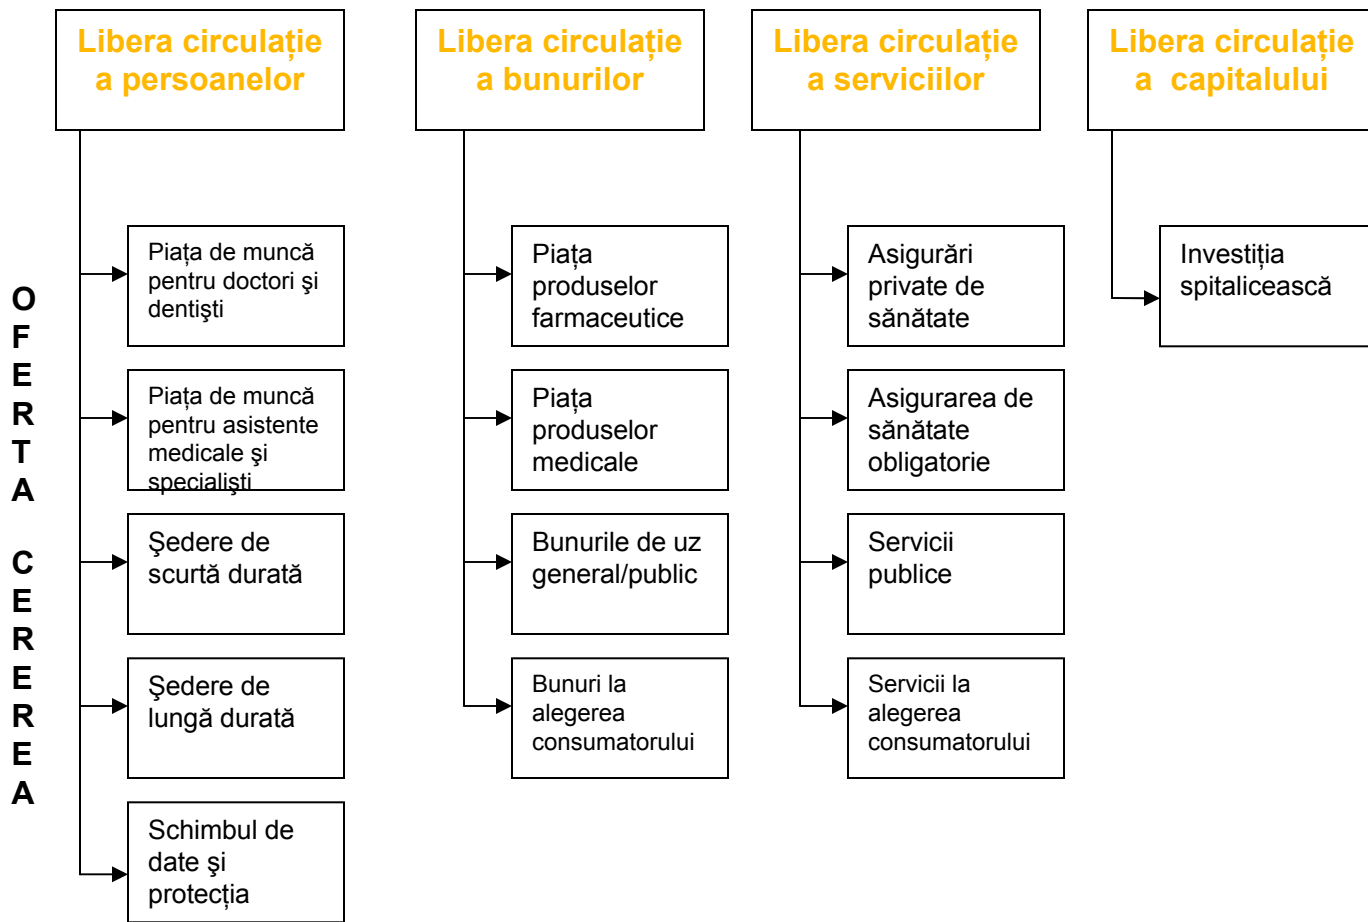 Libera circulație
a persoanelor
Libera circulație
a bunurilor
Libera circulație
a serviciilor
Libera circulație
a capitalului
OFERTA CEREREA
Piața de muncă
pentru doctori şi
dentişti
Piața de muncă
pentru asistente
medicale şi
specialişti
Şedere de
scurtă durată
Şedere de
lungă durată
Schimbul de
date şi
protecția
Piața
produselor
farmaceutice
Piața
produselor
medicale
Bunurile de uz
general/public
Bunuri la
alegerea
consumatorului
Asigurări
private de
sănătate
Asigurarea de
sănătate
obligatorie
Servicii
publice
Servicii la
alegerea
consumatorului
Investiția
spitalicească